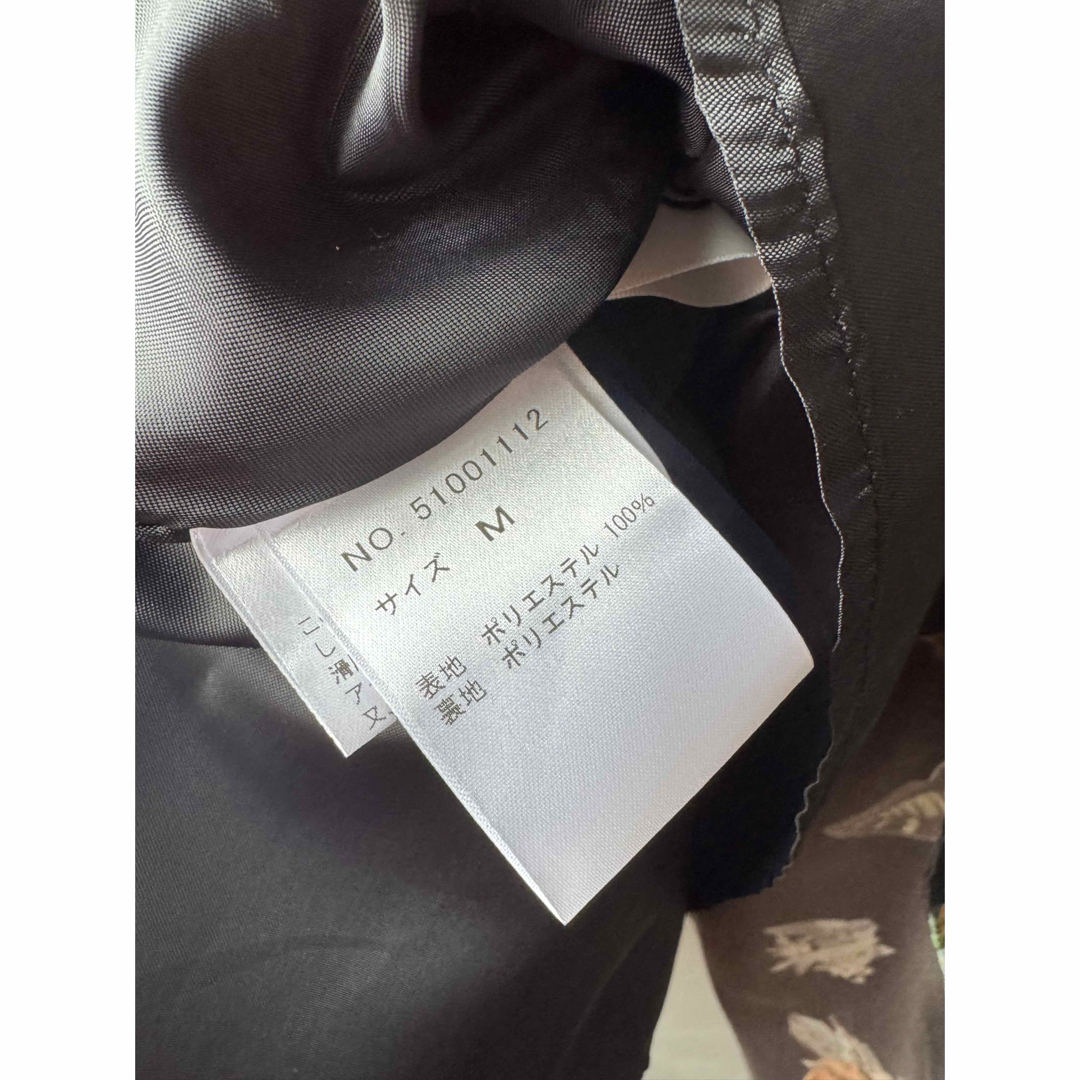 NO. 51001112
サイズ M
表地 ポリエステル 100%
裏地 ポリエステル